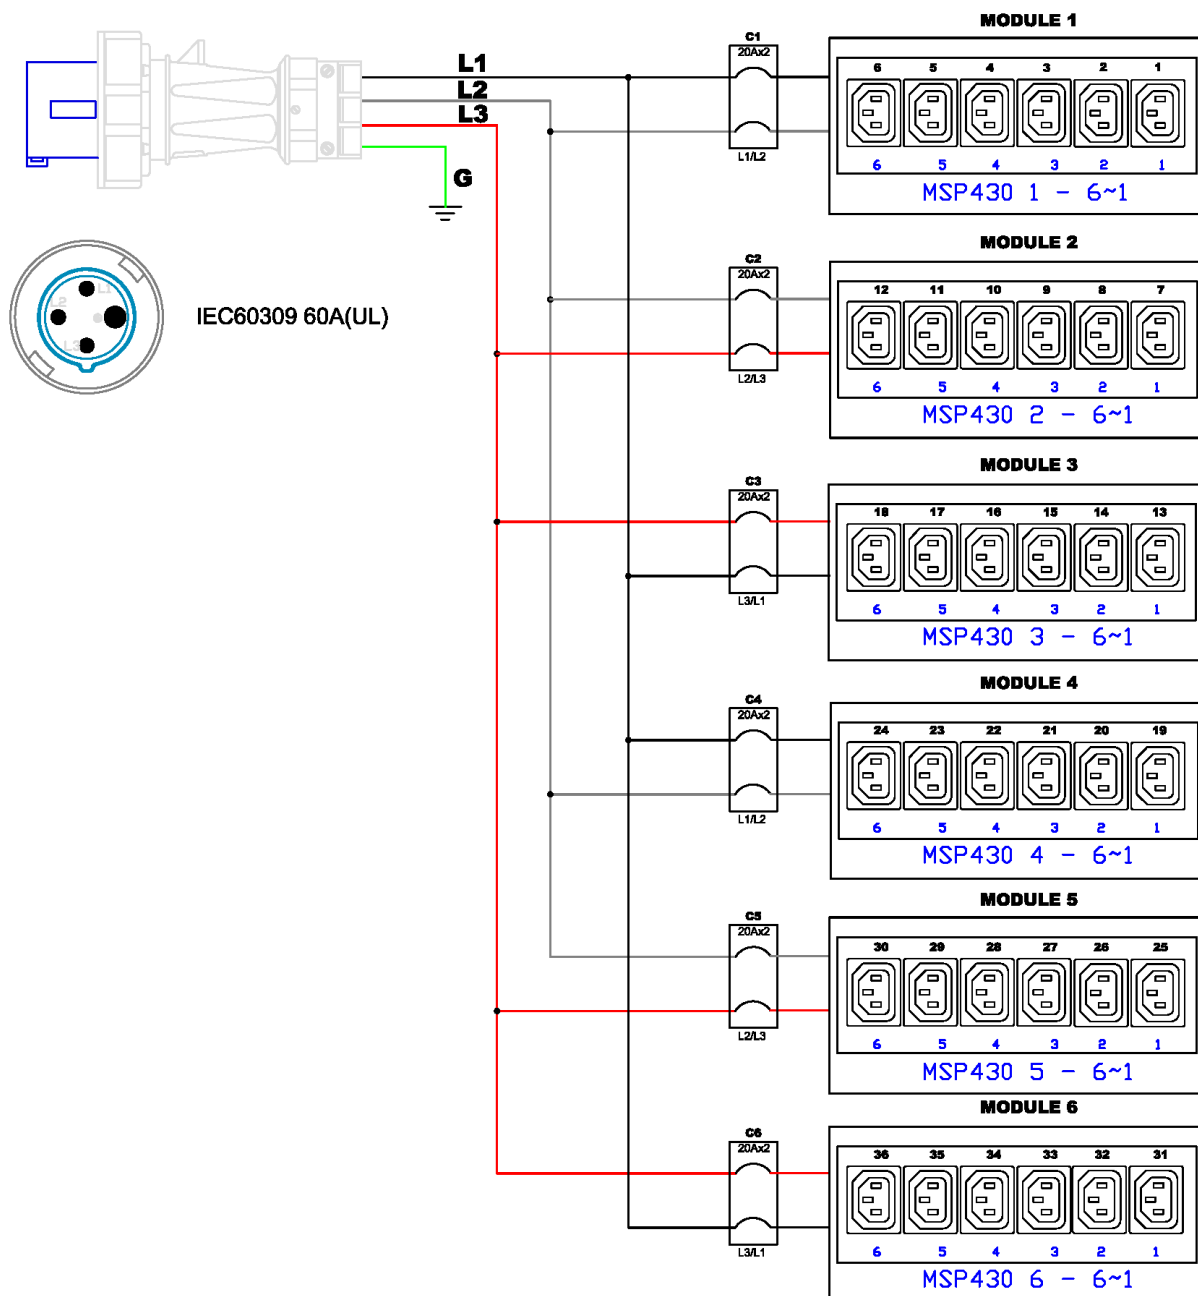 MODULE 1
C1
20Ax2
L1/L2
6 5 4 3 2 1
6 5 4 3 2 1
MSP430 1 - 6~1
L1
L2
L3
G
L1
L2
L3
IEC60309 60A(UL)
MODULE 2
C2
20Ax2
L2/L3
12 11 10 9 8 7
6 5 4 3 2 1
MSP430 2 - 6~1
MODULE 3
C3
20Ax2
L3/L1
18 17 16 15 14 13
6 5 4 3 2 1
MSP430 3 - 6~1
MODULE 4
C4
20Ax2
L1/L2
24 23 22 21 20 19
6 5 4 3 2 1
MSP430 4 - 6~1
MODULE 5
C5
20Ax2
L2/L3
30 29 28 27 26 25
6 5 4 3 2 1
MSP430 5 - 6~1
MODULE 6
C6
20Ax2
L3/L1
36 35 34 33 32 31
6 5 4 3 2 1
MSP430 6 - 6~1